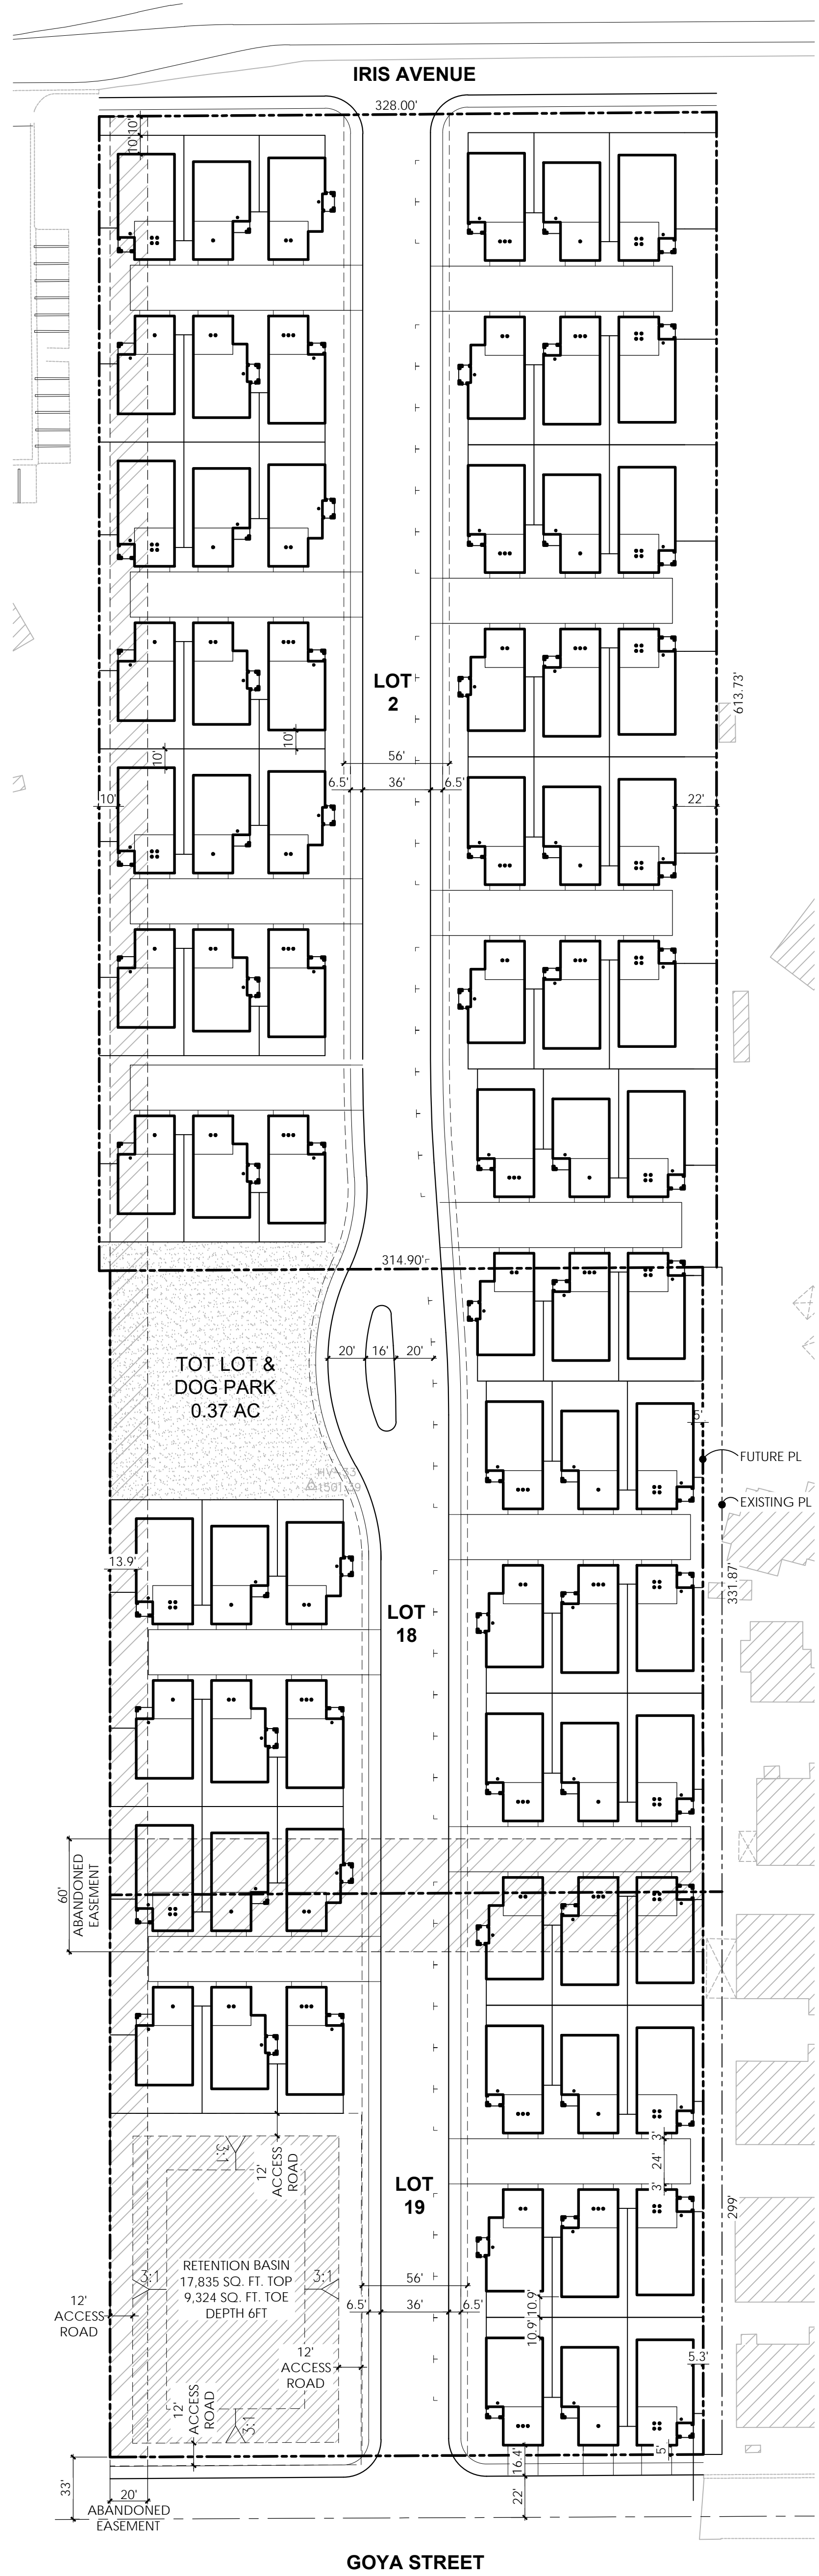 IRIS AVENUE
328.00'
10'
10'
LOT
2
613.73'
10'
10'
56'
6.5'
36'
6.5'
10'
22'
314.90'
20'
16'
20'
TOT LOT &
DOG PARK
0.37 AC
5'
FUTURE PL
EXISTING PL
13.9'
331.87'
LOT
18
60'
ABANDONED
EASEMENT
3:1
12'
ACCESS
ROAD
LOT
19
3'
24'
3'
299'
RETENTION BASIN
17,835 SQ. FT. TOP
9,324 SQ. FT. TOE
DEPTH 6FT
3:1
3:1
12'
ACCESS
ROAD
56'
6.5'
36'
6.5'
10.9'
10.9'
12'
ACCESS
ROAD
5.3'
12'
ACCESS
ROAD
3:1
16.4'
5'
33'
20'
ABANDONED
EASEMENT
22'
GOYA STREET